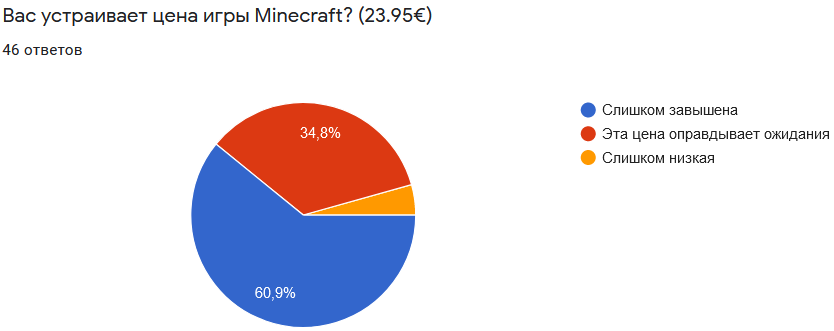 Вас устраивает цена игры Minecraft? (23.95€)
46 ответов
34,8%
60,9%
Слишком завышена
Эта цена оправдывает ожидания
Слишком низкая